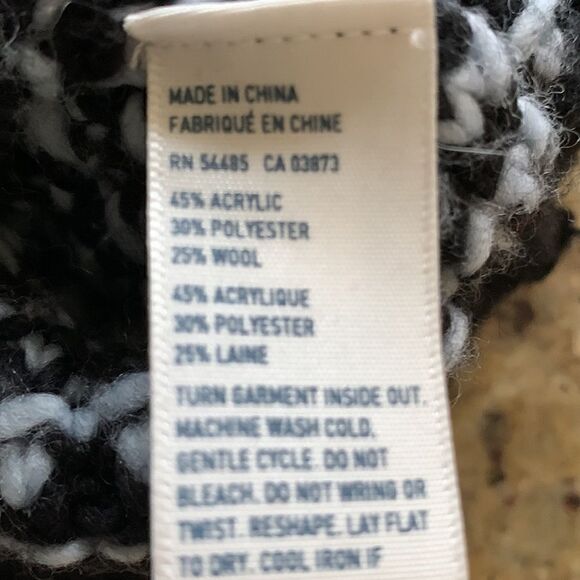 MADE IN CHINA
FABRIQUÉ EN CHINE
RN 54485 CA 03873
45% ACRYLIC
30% POLYESTER
25% WOOL
45% ACRYLIQUE
30% POLYESTER
25% LAINE
TURN GARMENT INSIDE OUT.
MACHINE WASH COLD,
GENTLE CYCLE. DO NOT
BLEACH. DO NOT WRING OR
TWIST. RESHAPE. LAY FLAT
TO DRY. COOL IRON IF